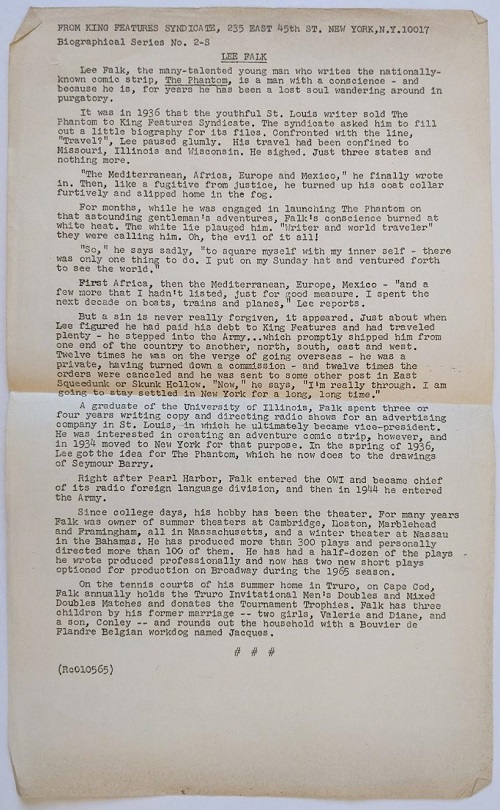 FROM KING FEATURES SYNDICATE, 235 EAST 45th ST. NEW YORK,N.Y.10017
Biographical Series No. 2-S
LEE FALK
Lee Falk, the many-talented young man who writes the nationally-
known comic strip, The Phantom, is a man with a conscience - and
because he is, for years he has been a lost soul wandering around in
purgatory.
It was in 1936 that the youthful St. Louis writer sold The
Phantom to King Features Syndicate. The syndicate asked him to fill
out a little biography for its files. Confronted with the line,
"Travel?", Lee paused glumly. His travel had been confined to
Missouri, Illinois and Wisconsin. He sighed. Just three states and
nothing more.
"The Mediterranean, Africa, Europe and Mexico," he finally wrote
in. Then, like a fugitive from justice, he turned up his coat collar
furtively and slipped home in the fog.
For months, while he was engaged in launching The Phantom on
that astounding gentleman's adventures, Falk's conscience burned at
white heat. The white lie plauged him. "Writer and world traveler"
they were calling him. Oh, the evil of it all!
"So," he says sadly, "to square myself with my inner self - there
was only one thing to do. I put on my Sunday hat and ventured forth
to see the world."
First Africa, then the Mediterranean, Europe, Mexico - "and a
few more that I hadn't listed, just for good measure. I spent the
next decade on boats, trains and planes," Lee reports.
But a sin is never really forgiven, it appeared. Just about when
Lee figured he had paid his debt to King Features and had traveled
plenty - he stepped into the Army...which promptly shipped him from
one end of the country to another, north, south, east and west.
Twelve times he was on the verge of going overseas - he was a
private, having turned down a commission - and twelve times the
orders were canceled and he was sent to some other post in East
Squeedunk or Skunk Hollow. "Now," he says, "I'm really through. I am
going to stay settled in New York for a long, long time."
A graduate of the University of Illinois, Falk spent three or
four years writing copy and directing radio shows for an advertising
company in St. Louis, in which he ultimately became vice-president.
He was interested in creating an adventure comic strip, however, and
in 1934 moved to New York for that purpose. In the spring of 1936,
Lee got the idea for The Phantom, which he now does to the drawings
of Seymour Barry.
Right after Pearl Harbor, Falk entered the OWI and became chief
of its radio foreign language division, and then in 1944 he entered
the Army.
Since college days, his hobby has been the theater. For many years
Falk was owner of summer theaters at Cambridge, Boston, Marblehead
and Framingham, all in Massachusetts, and a winter theater at Nassau
in the Bahamas. He has produced more than 300 plays and personally
directed more than 100 of them. He has had a half-dozen of the plays
he wrote produced professionally and now has two new short plays
optioned for production on Broadway during the 1965 season.
On the tennis courts of his summer home in Truro, on Cape Cod,
Falk annually holds the Truro Invitational Men's Doubles and Mixed
Doubles Matches and donates the Tournament Trophies. Falk has three
children by his former marriage -- two girls, Valerie and Diane, and
a son, Conley -- and rounds out the household with a Bouvier de
Flandre Belgian workdog named Jacques.
# # #
(Rc010565)